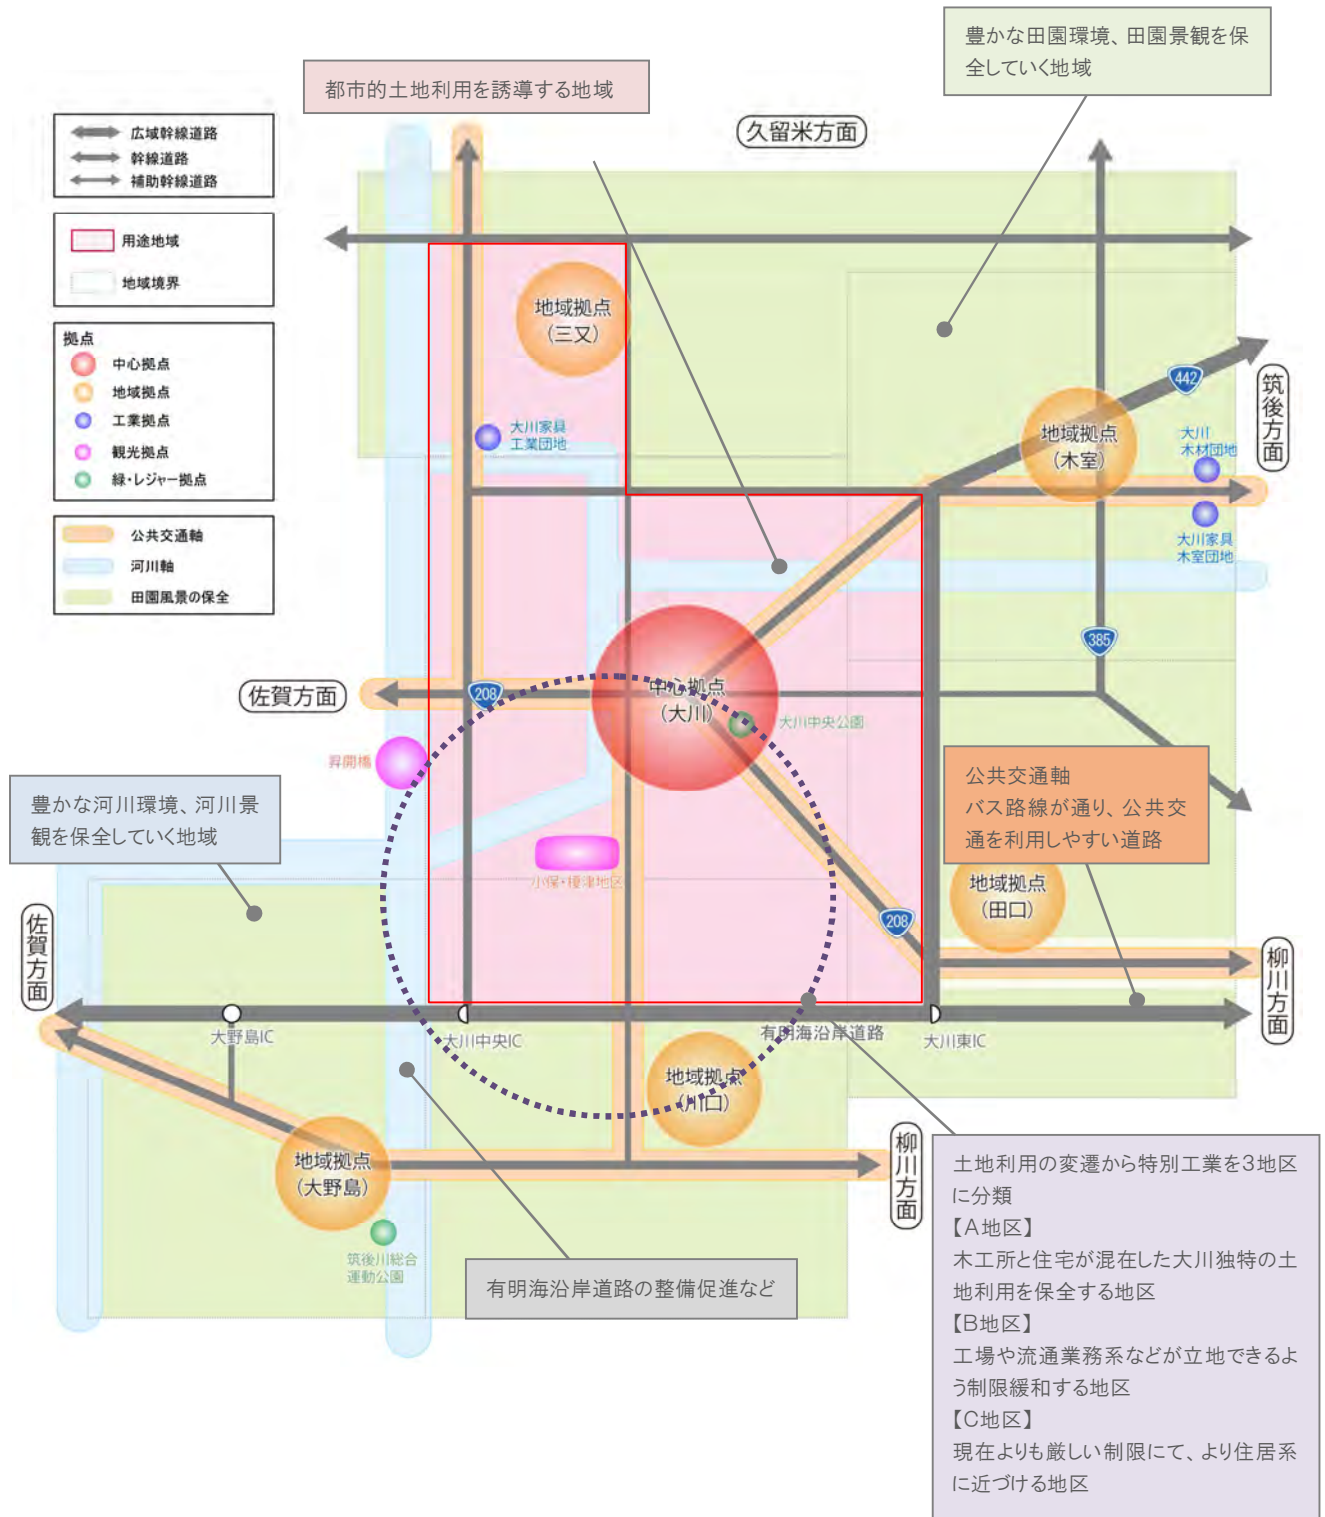 豊かな田園環境、田園景観を保
全していく地域
都市的土地利用を誘導する地域
久留米方面
広域幹線道路
幹線道路
補助幹線道路
用途地域
地域境界
拠点
中心拠点
地域拠点
工業拠点
観光拠点
緑・レジャー拠点
公共交通軸
河川軸
田園風景の保全
地域拠点
(三又)
大川家具
工業団地
442
筑後方面
地域拠点
(木室)
大川
木材団地
大川家具
木室団地
385
佐賀方面
208
中心拠点
(大川)
大川中央公園
昇開橋
豊かな河川環境、河川景
観を保全していく地域
公共交通軸
バス路線が通り、公共交
通を利用しやすい道路
小保・榎津地区
地域拠点
(田口)
208
佐賀方面
柳川方面
大野島IC
大川中央IC
有明海沿岸道路
大川東IC
地域拠点
(川口)
地域拠点
(大野島)
柳川方面
筑後川総合
運動公園
有明海沿岸道路の整備促進など
土地利用の変遷から特別工業を3地区
に分類
【A地区】
木工所と住宅が混在した大川独特の土
地利用を保全する地区
【B地区】
工場や流通業務系などが立地できるよ
う制限緩和する地区
【C地区】
現在よりも厳しい制限にて、より住居系
に近づける地区